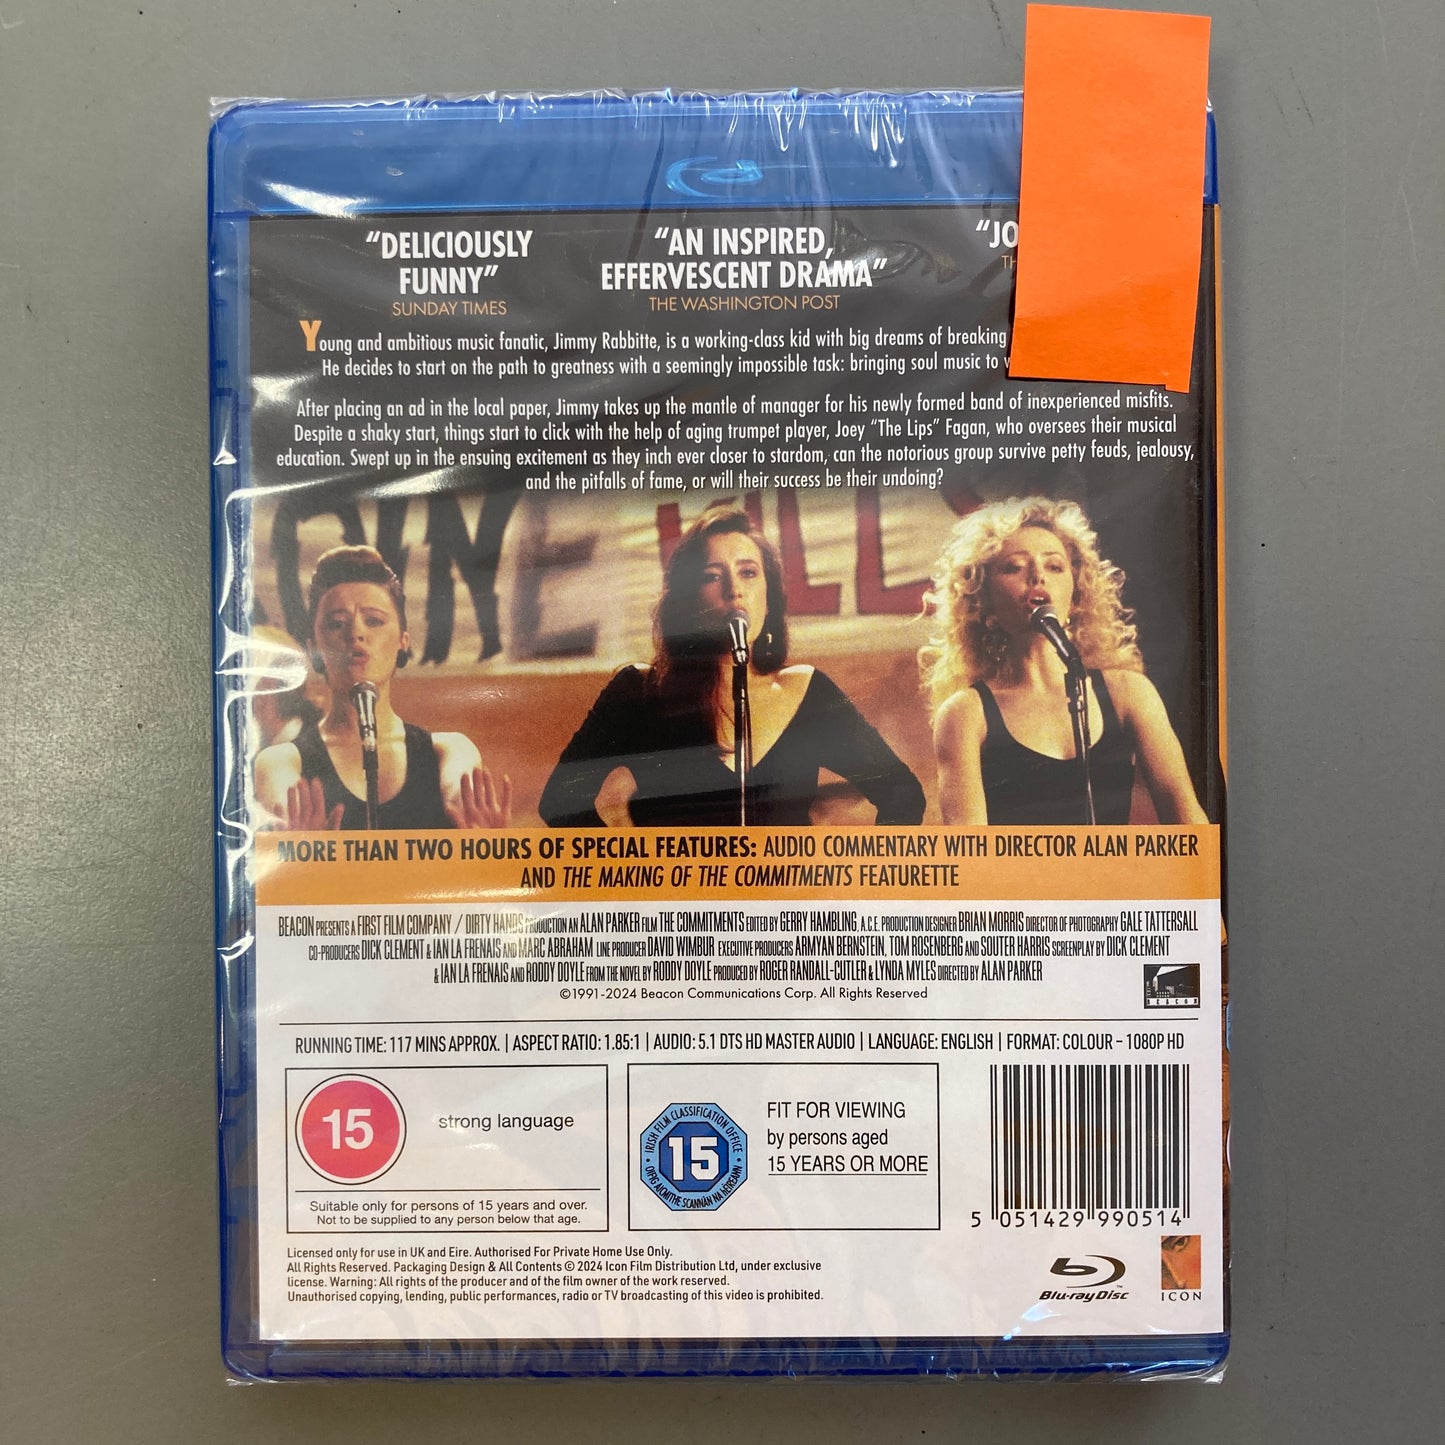 “DELICIOUSLY
FUNNY”
SUNDAY TIMES
“AN INSPIRED,
EFFERVESCENT DRAMA”
THE WASHINGTON POST
“JO
TH
Young and ambitious music fanatic, Jimmy Rabbitte, is a working-class kid with big dreams of breaking
He decides to start on the path to greatness with a seemingly impossible task: bringing soul music to
After placing an ad in the local paper, Jimmy takes up the mantle of manager for his newly formed band of inexperienced misfits.
Despite a shaky start, things start to click with the help of aging trumpet player, Joey “The Lips” Fagan, who oversees their musical
education. Swept up in the ensuing excitement as they inch ever closer to stardom, can the notorious group survive petty feuds, jealousy,
and the pitfalls of fame, or will their success be their undoing?
MORE THAN TWO HOURS OF SPECIAL FEATURES: AUDIO COMMENTARY WITH DIRECTOR ALAN PARKER
AND THE MAKING OF THE COMMITMENTS FEATURETTE
BEACON PRESENTS A FIRST FILM COMPANY / DIRTY HANDS PRODUCTION AN ALAN PARKER FILM THE COMMITMENTS EDITED BY GERRY HAMBLING, A.C.E. PRODUCTION DESIGNER BRIAN MORRIS DIRECTOR OF PHOTOGRAPHY GALE TATTERSALL
CO-PRODUCERS DICK CLEMENT & IAN LA FRENAIS AND MARC ABRAHAM LINE PRODUCER DAVID WIMBUR EXECUTIVE PRODUCERS ARMYAN BERNSTEIN, TOM ROSENBERG AND SOUTER HARRIS SCREENPLAY BY DICK CLEMENT
& IAN LA FRENAIS AND RODDY DOYLE FROM THE NOVEL BY RODDY DOYLE PRODUCED BY ROGER RANDALL-CUTLER & LYNDA MYLES DIRECTED BY ALAN PARKER
©1991-2024 Beacon Communications Corp. All Rights Reserved
BEACON
RUNNING TIME: 117 MINS APPROX. | ASPECT RATIO: 1.85:1 | AUDIO: 5.1 DTS HD MASTER AUDIO | LANGUAGE: ENGLISH | FORMAT: COLOUR – 1080P HD
15
strong language
Suitable only for persons of 15 years and over.
Not to be supplied to any person below that age.
IRISH FILM CLASSIFICATION OFFICE
15
OIFIG AICMITHE SCANNÁN NA hÉIREANN
FIT FOR VIEWING
by persons aged
15 YEARS OR MORE
5 051429 990514
Licensed only for use in UK and Eire. Authorised For Private Home Use Only.
All Rights Reserved. Packaging Design & All Contents © 2024 Icon Film Distribution Ltd, under exclusive
license. Warning: All rights of the producer and of the film owner of the work reserved.
Unauthorised copying, lending, public performances, radio or TV broadcasting of this video is prohibited.
Blu-ray Disc™
ICON